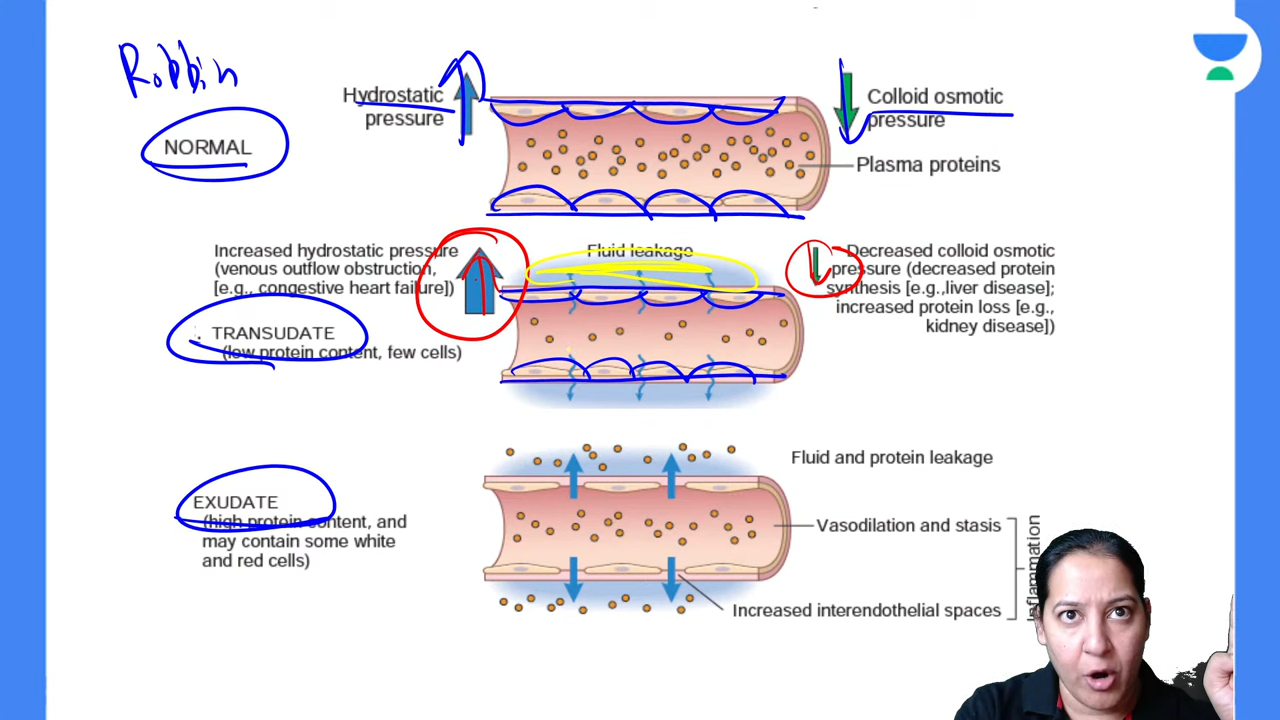 Robbin
NORMAL
Hydrostatic
pressure
Colloid osmotic
pressure
Plasma proteins
Increased hydrostatic pressure
(venous outflow obstruction,
[e.g., congestive heart failure])
Fluid leakage
Decreased colloid osmotic
pressure (decreased protein
synthesis [e.g.,liver disease];
increased protein loss [e.g.,
kidney disease])
TRANSUDATE
(low protein content, few cells)
EXUDATE
(high protein content, and
may contain some white
and red cells)
Fluid and protein leakage
Vasodilation and stasis
Increased interendothelial spaces
Inflammation